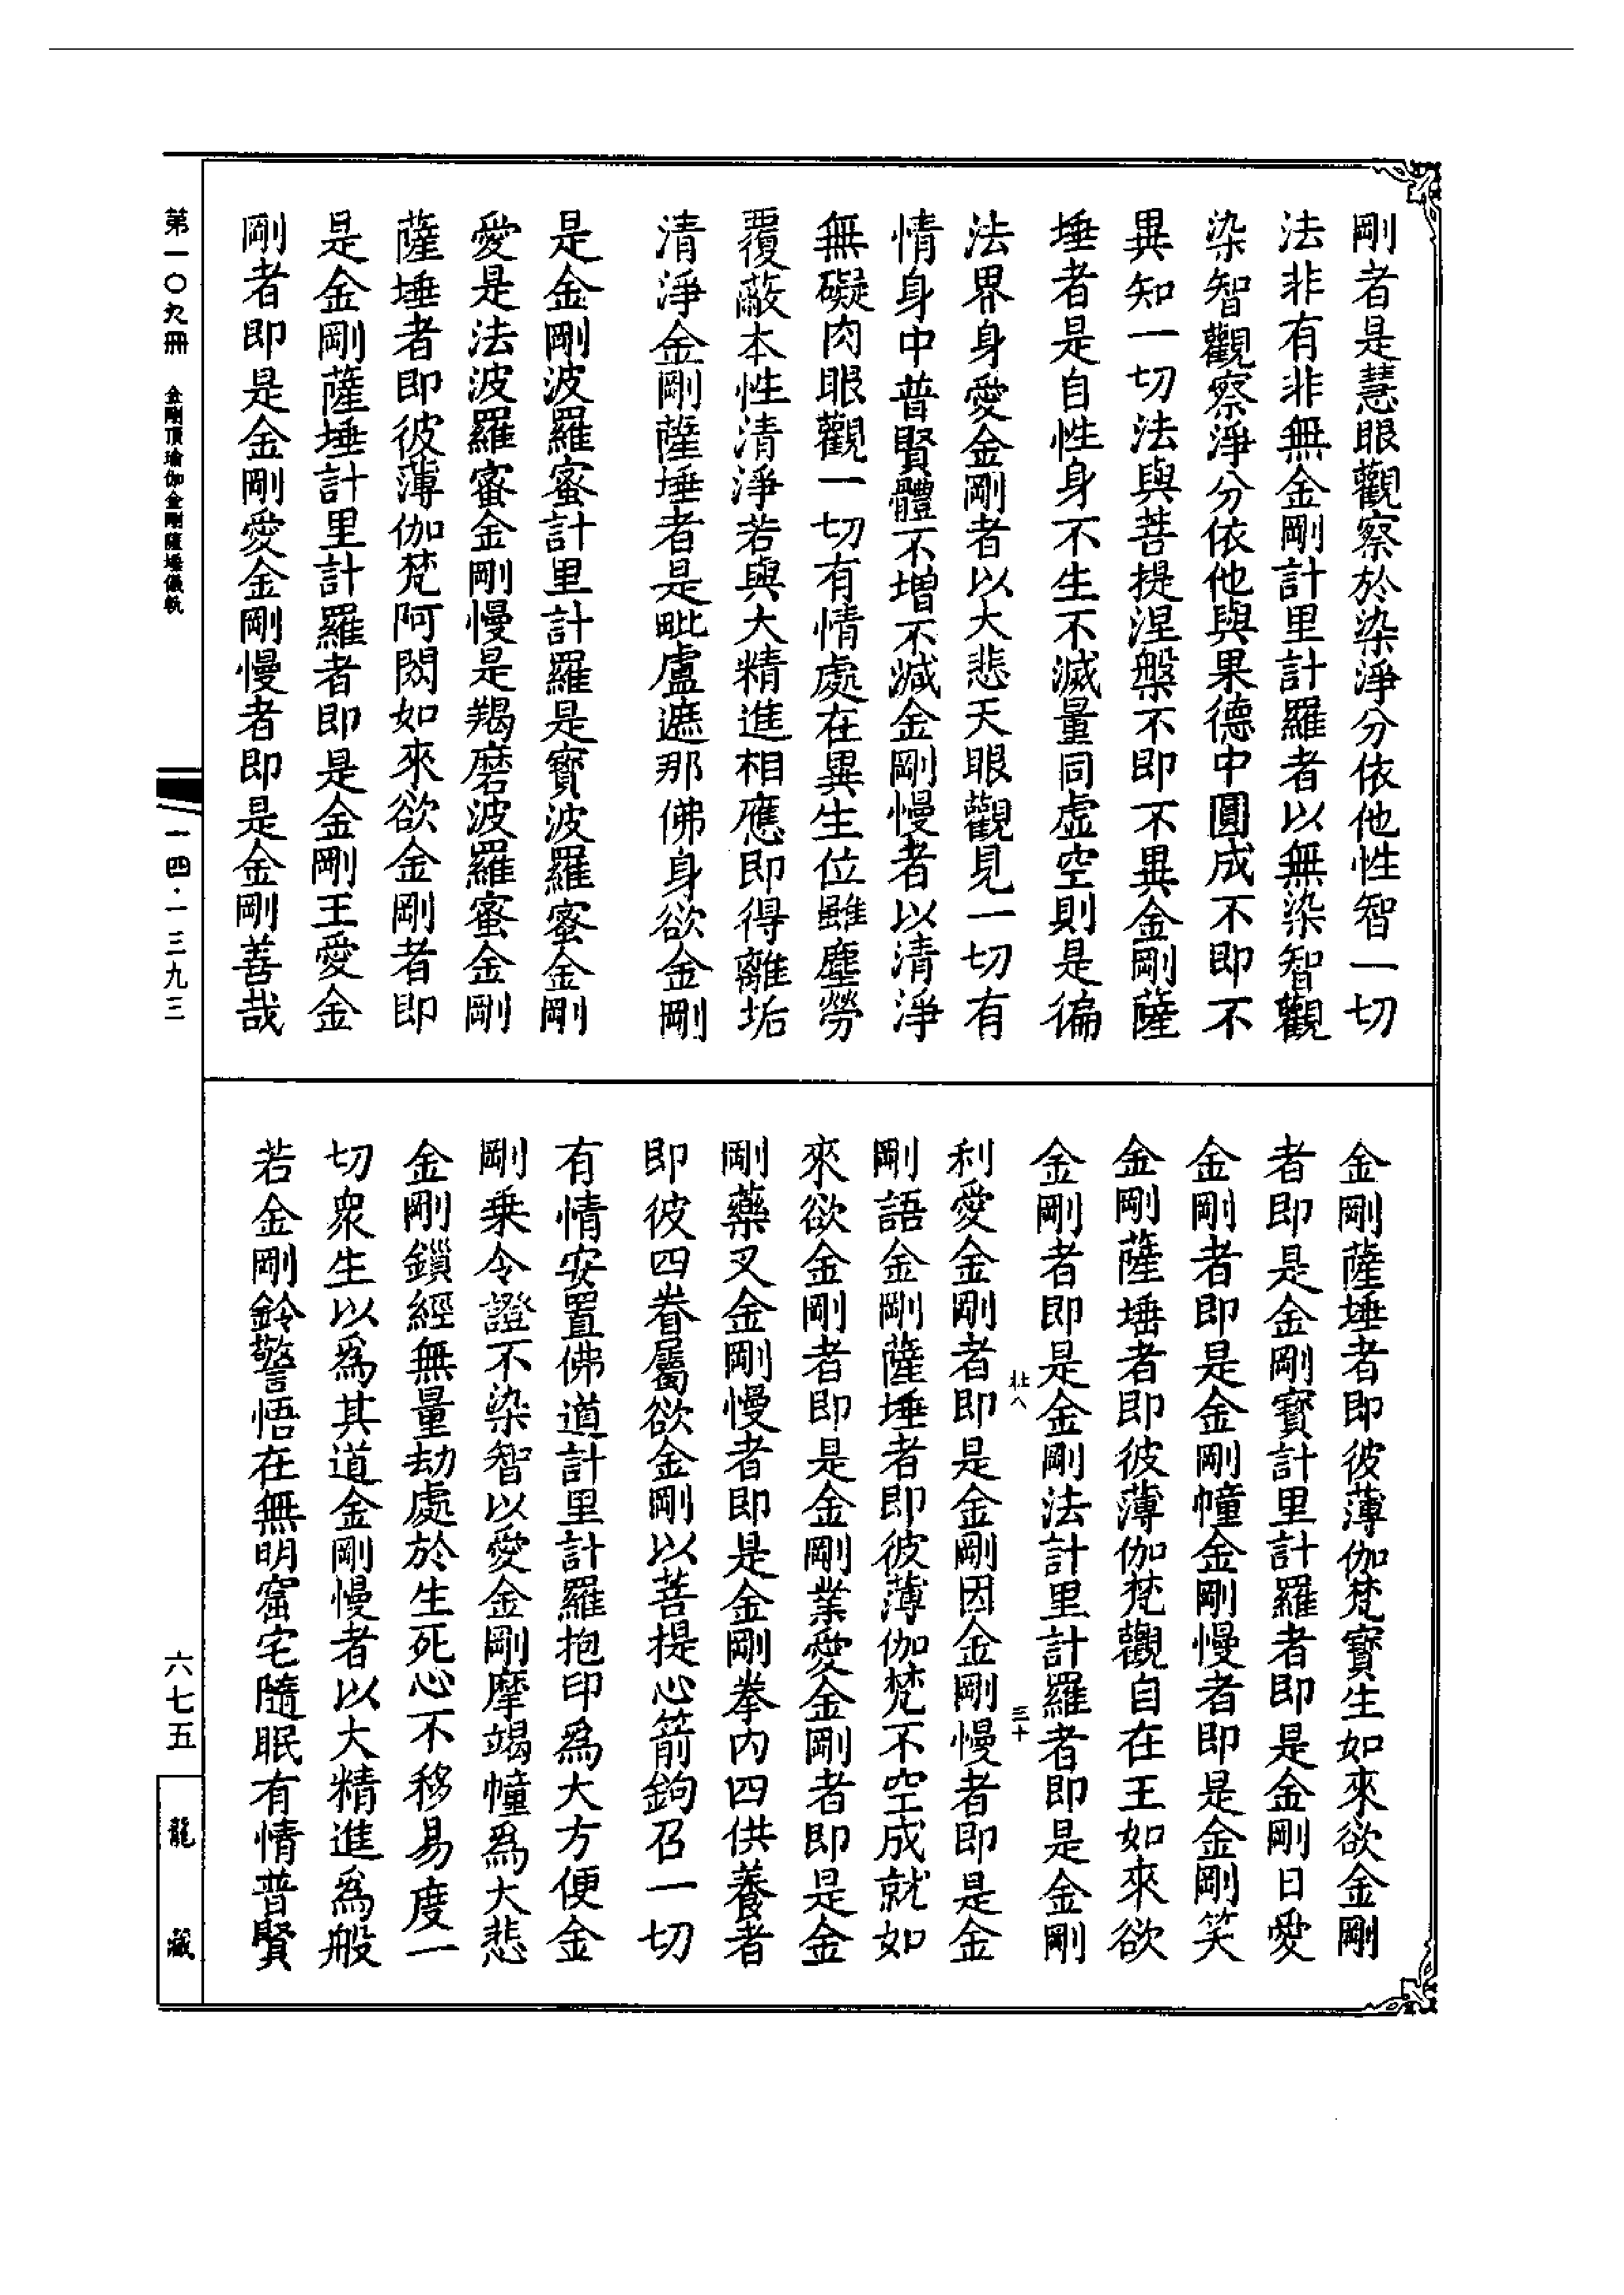 剛者是慧眼觀察於染淨分依他性智一切
法非有非無金剛計里計羅者以無染智觀
染智觀察淨分依他與果德中圓成不即不
異知一切法與菩提涅槃不即不異金剛薩
埵者是自性身不生不滅量同虛空則是徧
法界身愛金剛者以大悲天眼觀見一切有
情身中普賢體不增不減金剛慢者以清淨
無礙肉眼觀一切有情處在異生位雖塵勞
覆蔽本性清淨若與大精進相應即得離垢
清淨金剛薩埵者是毗盧遮那佛身欲金剛
是金剛波羅蜜計里計羅是寶波羅蜜金剛
愛是法波羅蜜金剛慢是羯磨波羅蜜金剛
薩埵者即彼薄伽梵阿閦如來欲金剛者即
是金剛薩埵計里計羅者即是金剛王愛金
剛者即是金剛愛金剛慢者即是金剛善哉
金剛薩埵者即彼薄伽梵寶生如來欲金剛
者即是金剛寶計里計羅者即是金剛日愛
金剛者即是金剛幢金剛慢者即是金剛笑
金剛薩埵者即彼薄伽梵觀自在王如來欲
金剛者即是金剛法計里計羅者即是金剛
壯八 三十
利愛金剛者即是金剛因金剛慢者即是金
剛語金剛薩埵者即彼薄伽梵不空成就如
來欲金剛者即是金剛業愛金剛者即是金
剛藥叉金剛慢者即是金剛拳內四供養者
即彼四眷屬欲金剛以菩提心箭鉤召一切
有情安置佛道計里計羅抱印為大方便金
剛乗令證不染智以愛金剛摩竭幢為大悲
金剛鎖經無量劫處於生死心不移易度一
切眾生以為其道金剛慢者以大精進為般
若金剛鈴警悟在無明窟宅隨眠有情普賢
第一〇九冊 金剛頂瑜伽金剛薩埵儀軌
一四·一三九三
六七五
龍藏